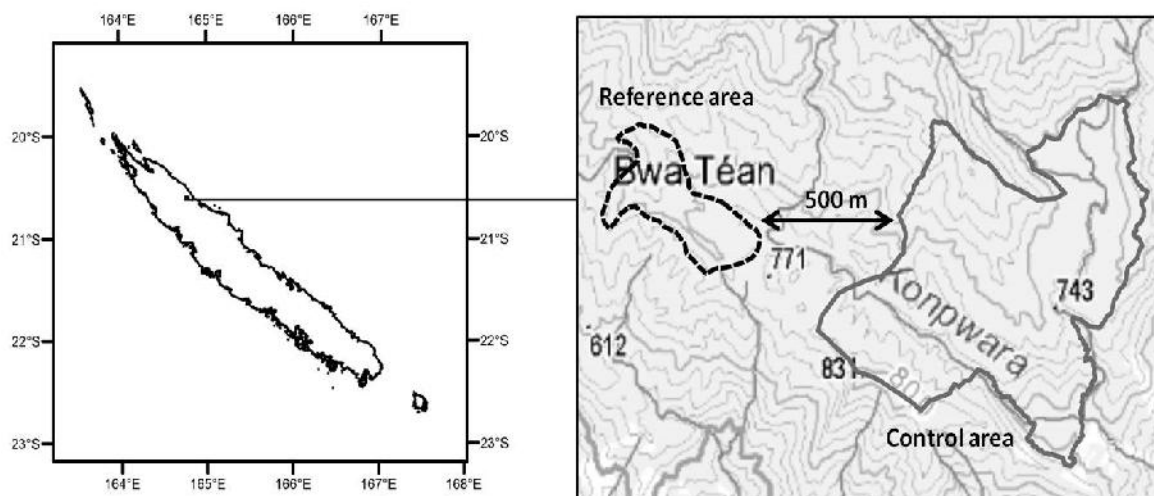 164°E 165°E 166°E 167°E
20°S 20°S
21°S 21°S
22°S 22°S
23°S 23°S
164°E 165°E 166°E 167°E 168°E
Reference area
Bwa Téan
500 m
771
Konpwara
743
612
831
Control area